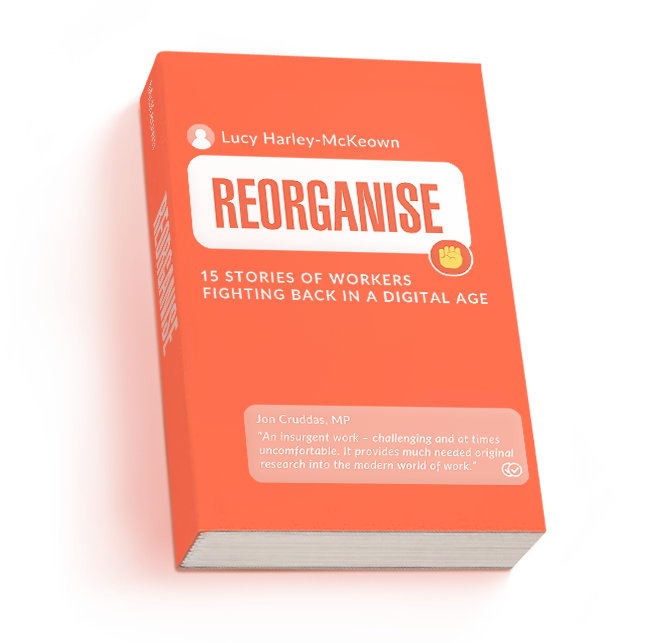 Lucy Harley-McKeown
REORGANISE
15 STORIES OF WORKERS
FIGHTING BACK IN A DIGITAL AGE
Jon Cruddas, MP
"An insurgent work – challenging and at times
uncomfortable. It provides much needed original
research into the modern world of work."
REORGANISE